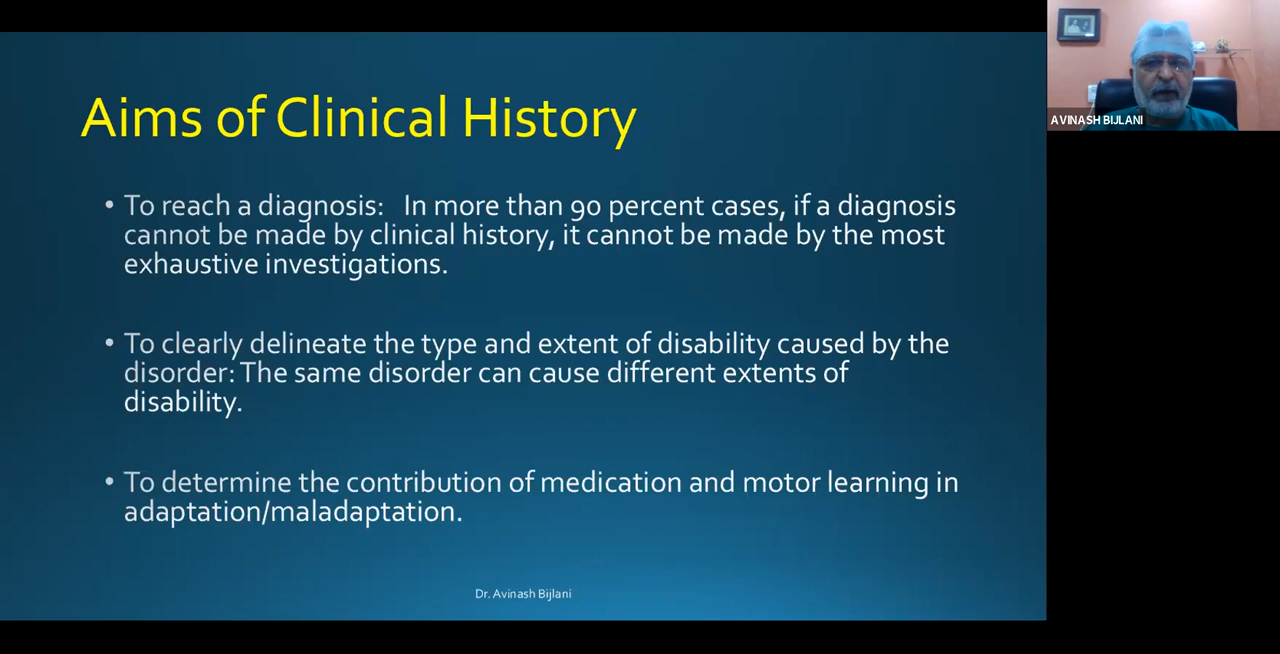 Aims of Clinical History
• To reach a diagnosis: In more than 90 percent cases, if a diagnosis
cannot be made by clinical history, it cannot be made by the most
exhaustive investigations.
• To clearly delineate the type and extent of disability caused by the
disorder: The same disorder can cause different extents of
disability.
• To determine the contribution of medication and motor learning in
adaptation/maladaptation.
Dr. Avinash Bijlani
AVINASH BIJLANI